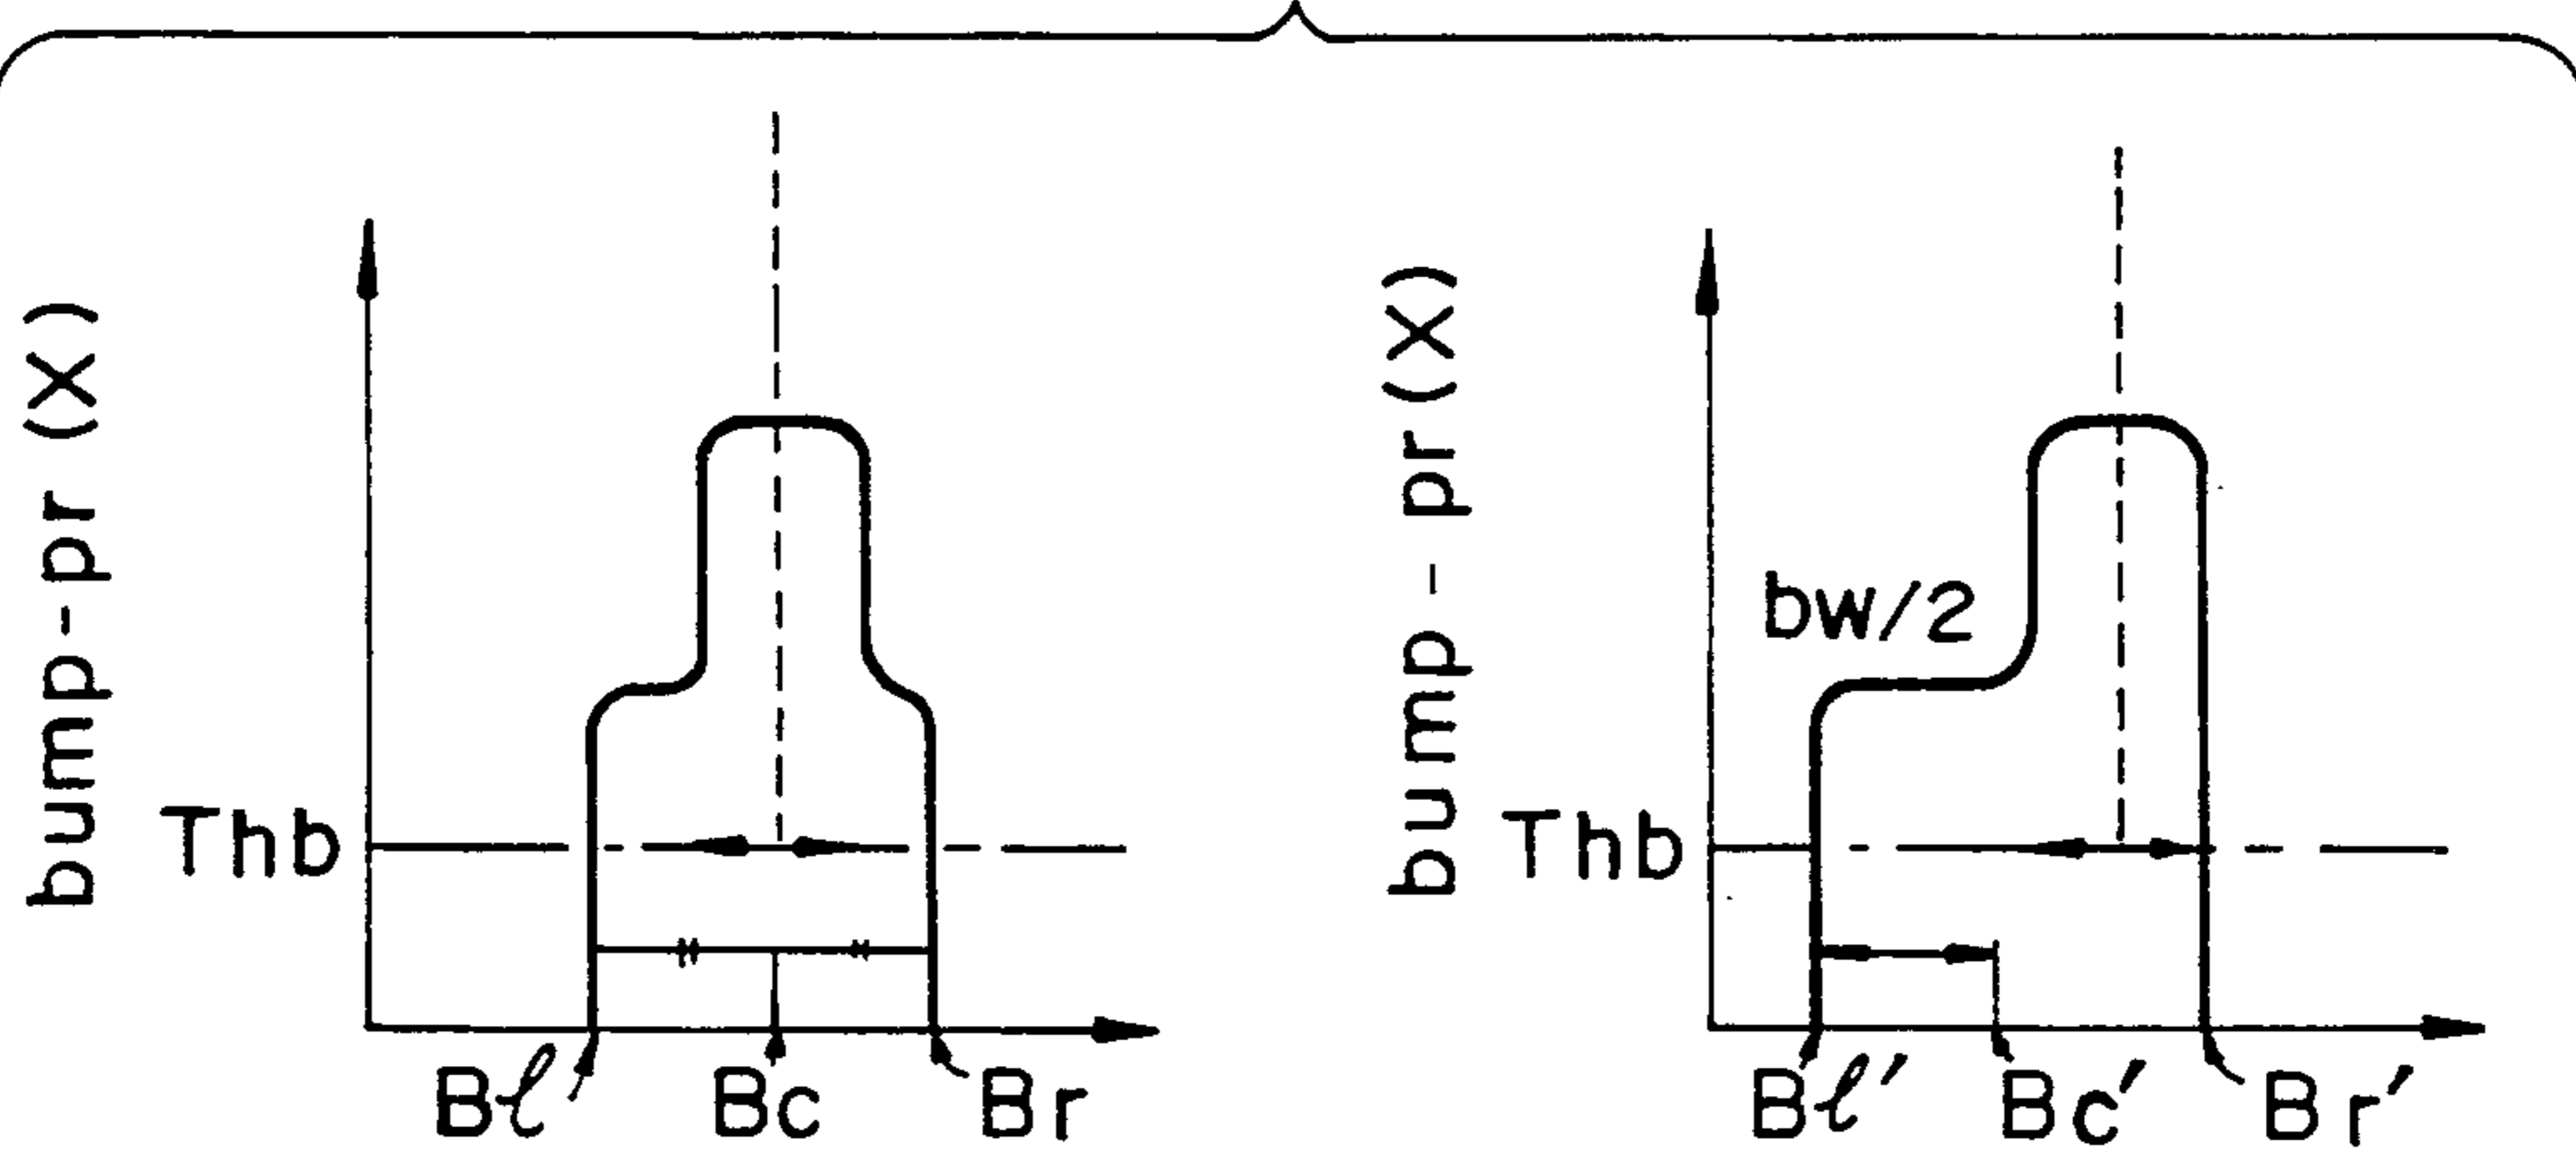 bump-pr (X)
Thb
Bℓ
Bc
Br
bump-pr (X)
bw/2
Thb
Bℓ'
Bc'
Br'